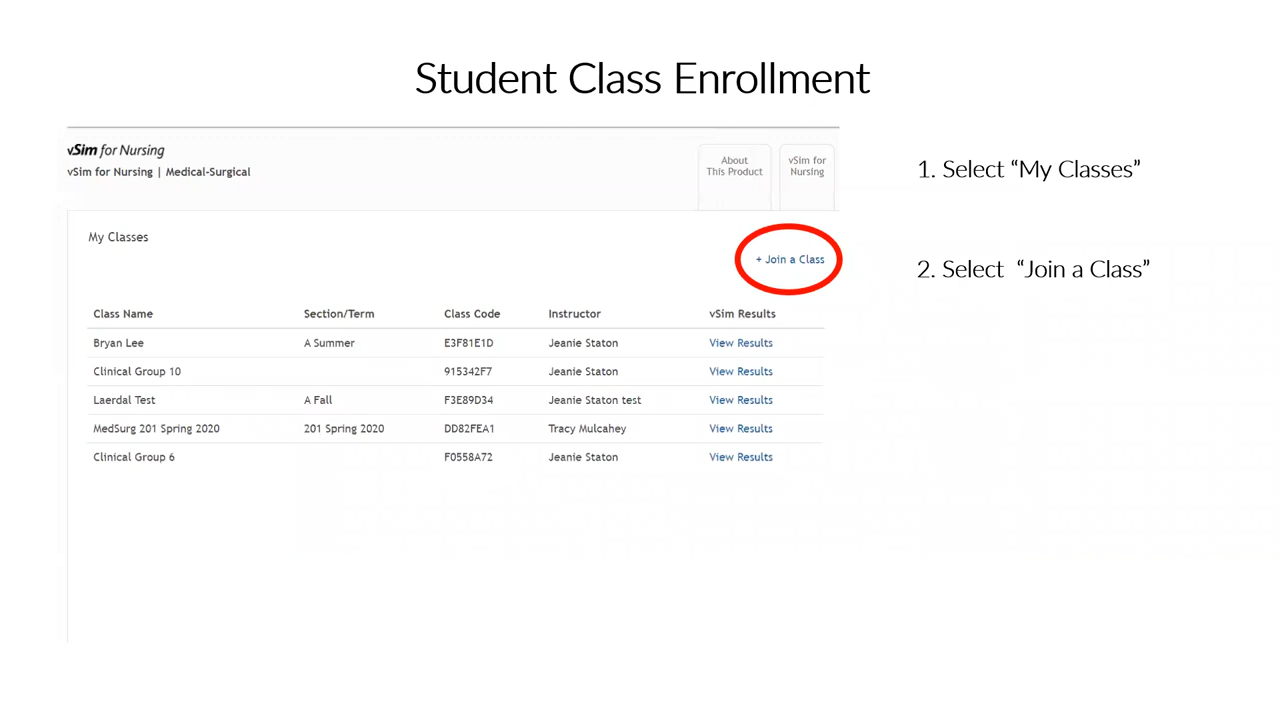 Student Class Enrollment
vSim for Nursing
vSim for Nursing | Medical-Surgical
About
This Product
vSim for
Nursing
1. Select “My Classes”
My Classes
+ Join a Class
2. Select “Join a Class”
Class Name Section/Term Class Code Instructor vSim Results
Bryan Lee A Summer E3F81E1D Jeanie Staton View Results
Clinical Group 10 915342F7 Jeanie Staton View Results
Laerdal Test A Fall F3E89D34 Jeanie Staton test View Results
MedSurg 201 Spring 2020 201 Spring 2020 DD82FEA1 Tracy Mulcahey View Results
Clinical Group 6 F0558A72 Jeanie Staton View Results